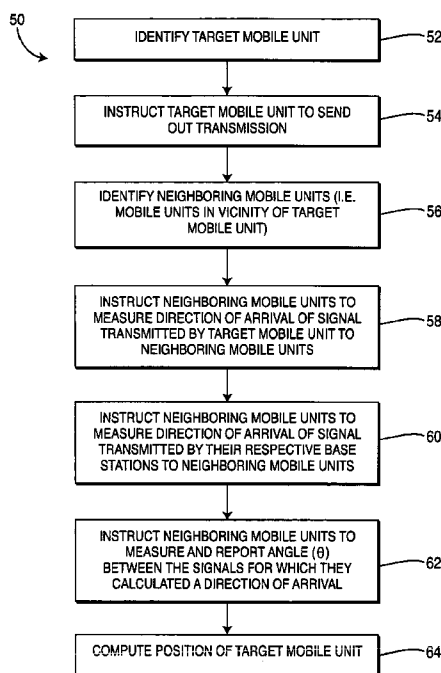 50
IDENTIFY TARGET MOBILE UNIT
52
INSTRUCT TARGET MOBILE UNIT TO SEND
OUT TRANSMISSION
54
IDENTIFY NEIGHBORING MOBILE UNITS (I.E.
MOBILE UNITS IN VICINITY OF TARGET
MOBILE UNIT)
56
INSTRUCT NEIGHBORING MOBILE UNITS TO
MEASURE DIRECTION OF ARRIVAL OF SIGNAL
TRANSMITTED BY TARGET MOBILE UNIT TO
NEIGHBORING MOBILE UNITS
58
INSTRUCT NEIGHBORING MOBILE UNITS TO
MEASURE DIRECTION OF ARRIVAL OF SIGNAL
TRANSMITTED BY THEIR RESPECTIVE BASE
STATIONS TO NEIGHBORING MOBILE UNITS
60
INSTRUCT NEIGHBORING MOBILE UNITS TO
MEASURE AND REPORT ANGLE (θ)
BETWEEN THE SIGNALS FOR WHICH THEY
CALCULATED A DIRECTION OF ARRIVAL
62
COMPUTE POSITION OF TARGET MOBILE UNIT
64